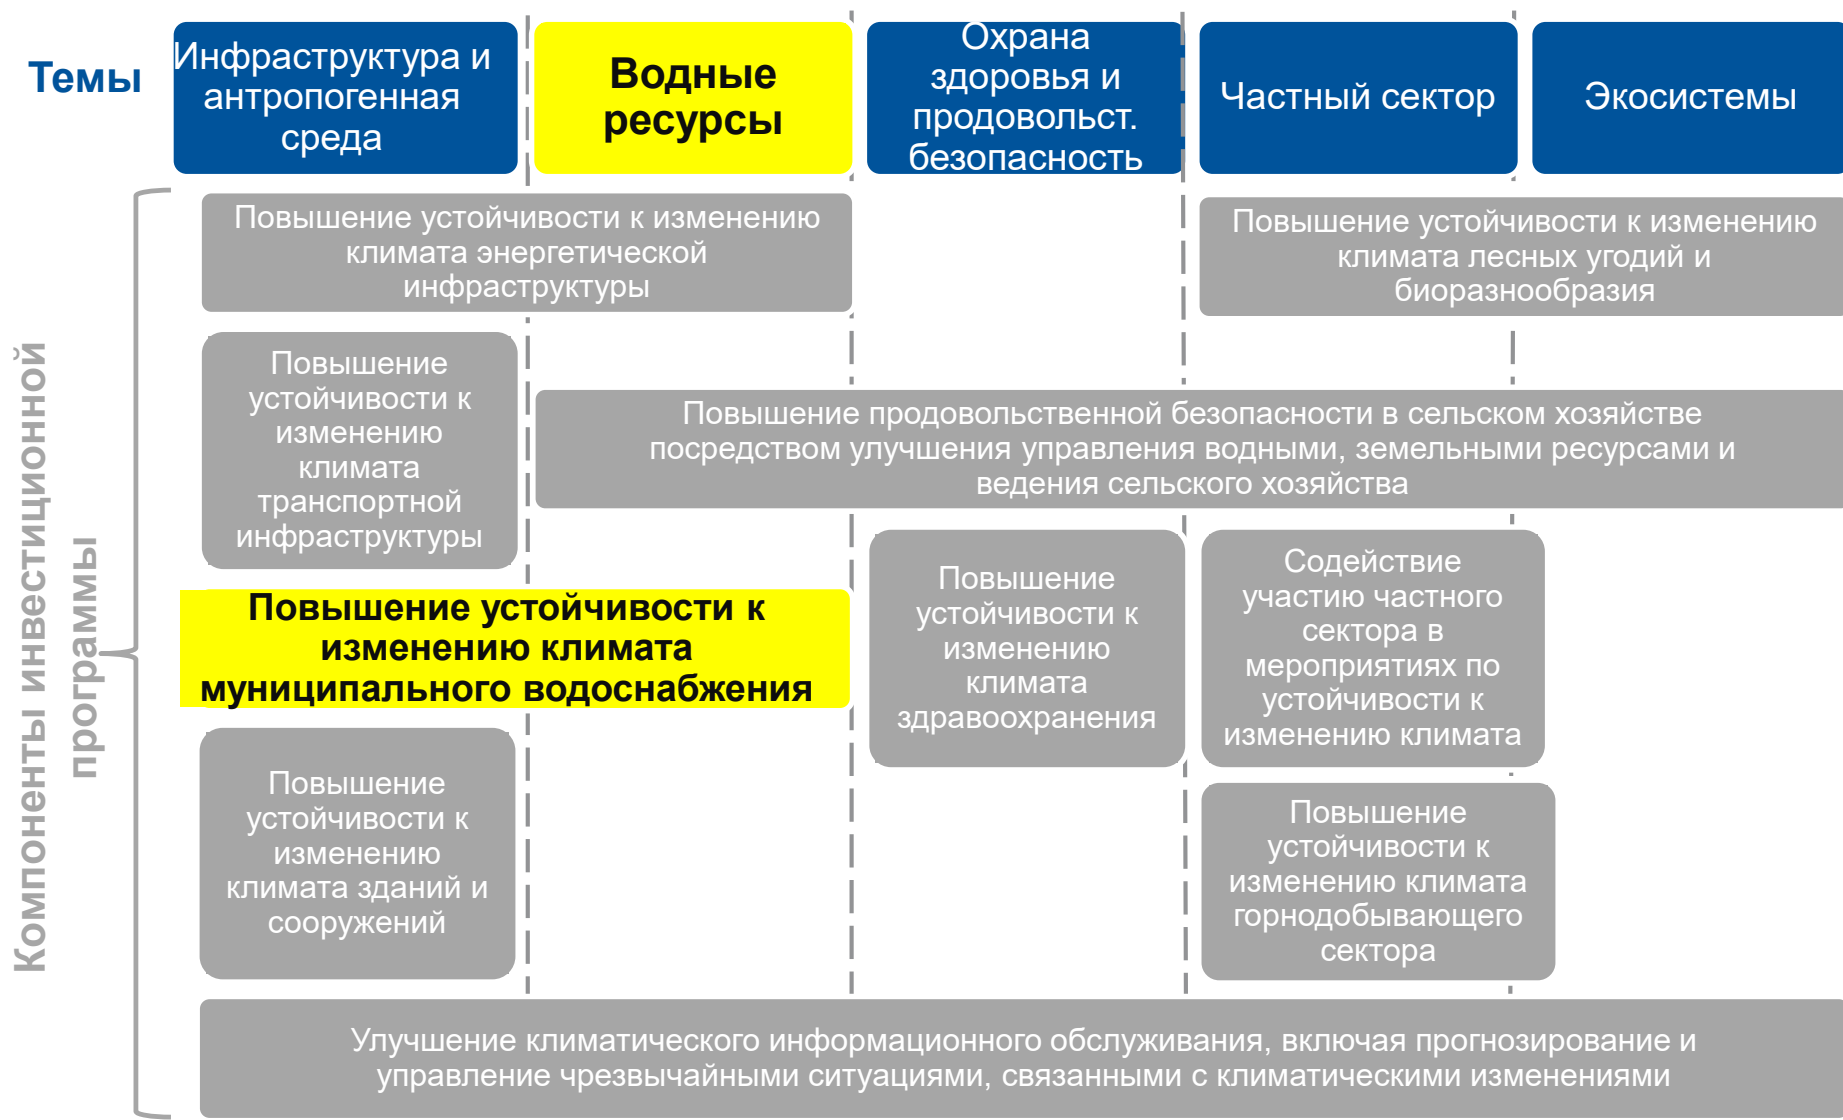 Темы
Инфраструктура и
антропогенная
среда
Водные
ресурсы
Охрана
здоровья и
продовольст.
безопасность
Частный сектор
Экосистемы
Компоненты инвестиционной
программы
Повышение устойчивости к изменению
климата энергетической
инфраструктуры
Повышение устойчивости к изменению
климата лесных угодий и
биоразнообразия
Повышение
устойчивости к
изменению
климата
транспортной
инфраструктуры
Повышение продовольственной безопасности в сельском хозяйстве
посредством улучшения управления водными, земельными ресурсами и
ведения сельского хозяйства
Повышение устойчивости к
изменению климата
муниципального водоснабжения
Повышение
устойчивости к
изменению
климата
здравоохранения
Содействие
участию частного
сектора в
мероприятиях по
устойчивости к
изменению климата
Повышение
устойчивости к
изменению
климата зданий и
сооружений
Повышение
устойчивости к
изменению климата
горнодобывающего
сектора
Улучшение климатического информационного обслуживания, включая прогнозирование и
управление чрезвычайными ситуациями, связанными с климатическими изменениями